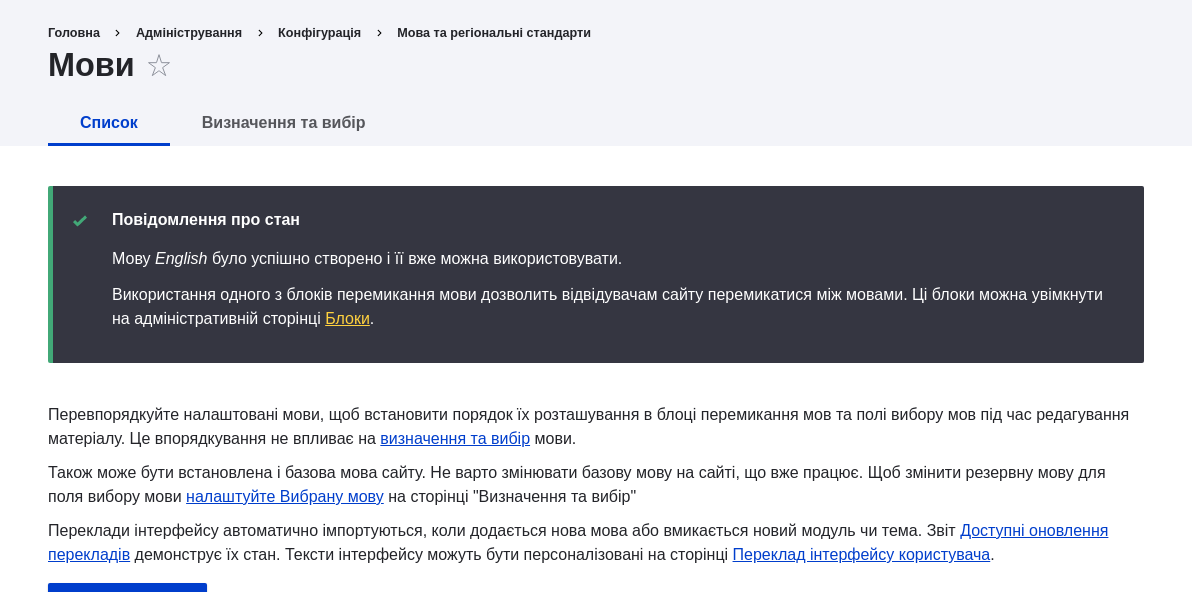 Головна › Адміністрування › Конфігурація › Мова та регіональні стандарти
Мови
Список Визначення та вибір
Повідомлення про стан
Мову English було успішно створено і її вже можна використовувати.
Використання одного з блоків перемикання мови дозволить відвідувачам сайту перемикатися між мовами. Ці блоки можна увімкнути
на адміністративній сторінці Блоки.
Перевпорядкуйте налаштовані мови, щоб встановити порядок їх розташування в блоці перемикання мов та полі вибору мов під час редагування
матеріалу. Це впорядкування не впливає на визначення та вибір мови.
Також може бути встановлена і базова мова сайту. Не варто змінювати базову мову на сайті, що вже працює. Щоб змінити резервну мову для
поля вибору мови налаштуйте Вибрану мову на сторінці "Визначення та вибір"
Переклади інтерфейсу автоматично імпортуються, коли додається нова мова або вмикається новий модуль чи тема. Звіт Доступні оновлення
перекладів демонструє їх стан. Тексти інтерфейсу можуть бути персоналізовані на сторінці Переклад інтерфейсу користувача.